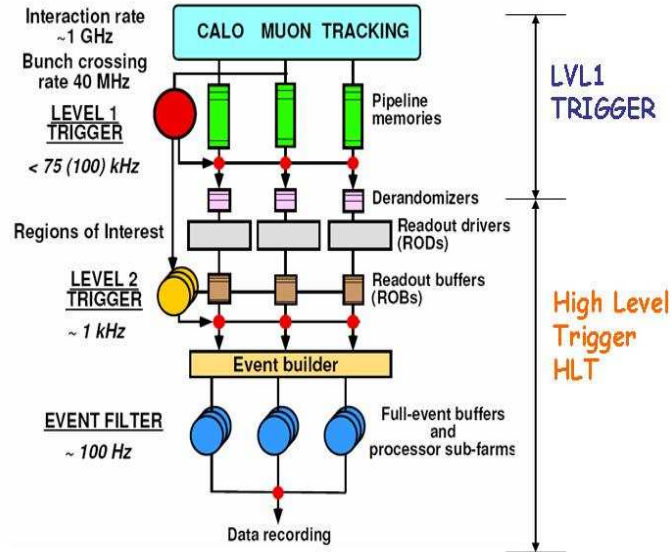 Interaction rate
~1 GHz
CALO MUON TRACKING
Bunch crossing
rate 40 MHz
LEVEL 1
TRIGGER
< 75 (100) kHz
Pipeline
memories
LVL1
TRIGGER
Derandomizers
Regions of Interest
Readout drivers
(RODs)
LEVEL 2
TRIGGER
~ 1 kHz
Readout buffers
(ROBs)
High Level
Trigger
HLT
Event builder
EVENT FILTER
~ 100 Hz
Full-event buffers
and
processor sub-farms
Data recording